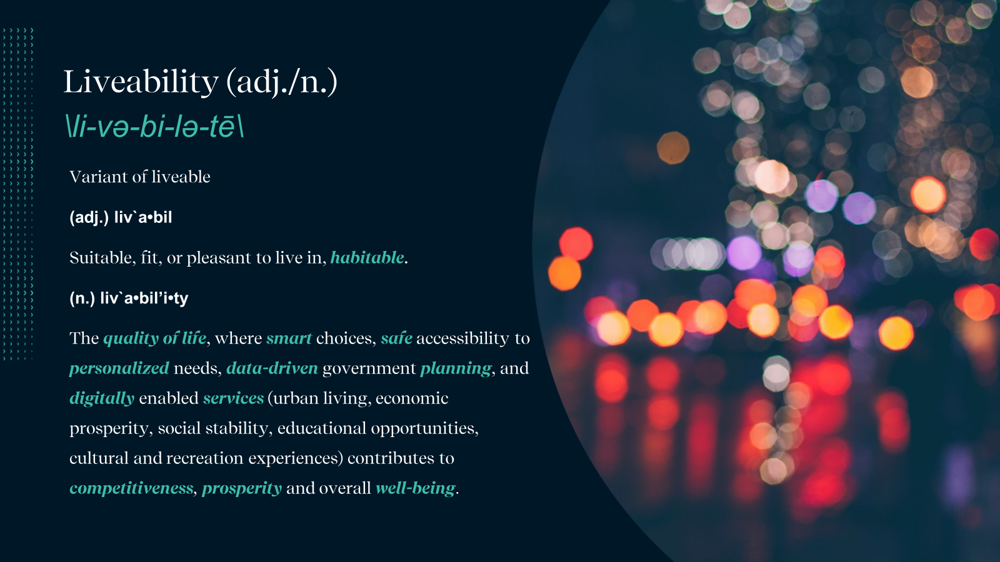 Liveability (adj./n.)
\li-və-bi-lə-tē\
Variant of liveable
(adj.) liv`a•bil
Suitable, fit, or pleasant to live in, habitable.
(n.) liv`a•bil’i•ty
The quality of life, where smart choices, safe accessibility to
personalized needs, data-driven government planning, and
digitally enabled services (urban living, economic
prosperity, social stability, educational opportunities,
cultural and recreation experiences) contributes to
competitiveness, prosperity and overall well-being.